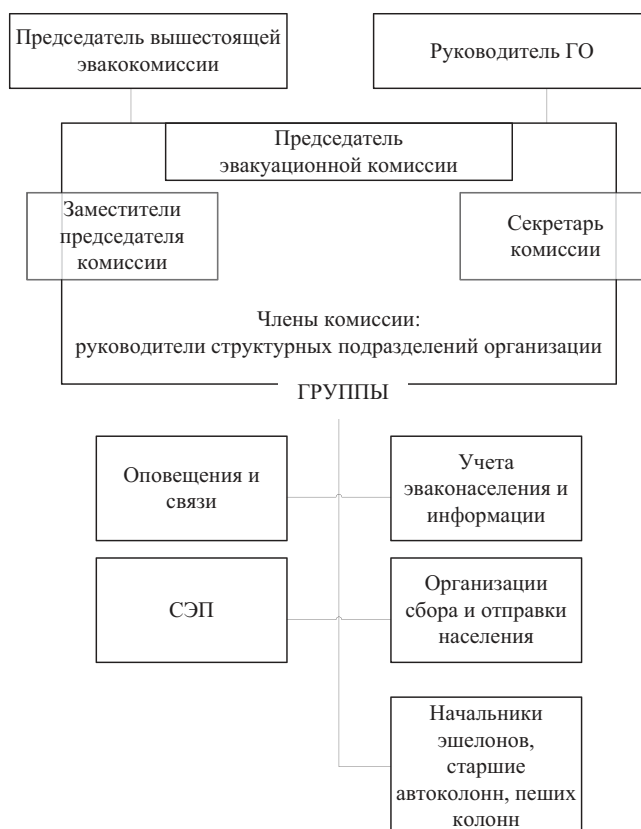 Председатель вышестоящей
эвакокомиссии
Руководитель ГО
Председатель
эвакуационной комиссии
Заместители
председателя
комиссии
Секретарь
комиссии
Члены комиссии:
руководители структурных подразделений организации
ГРУППЫ
Оповещения и
связи
Учета
эваконаселения и
информации
СЭП
Организации
сбора и отправки
населения
Начальники
эшелонов,
старшие
автоколонн, пеших
колонн